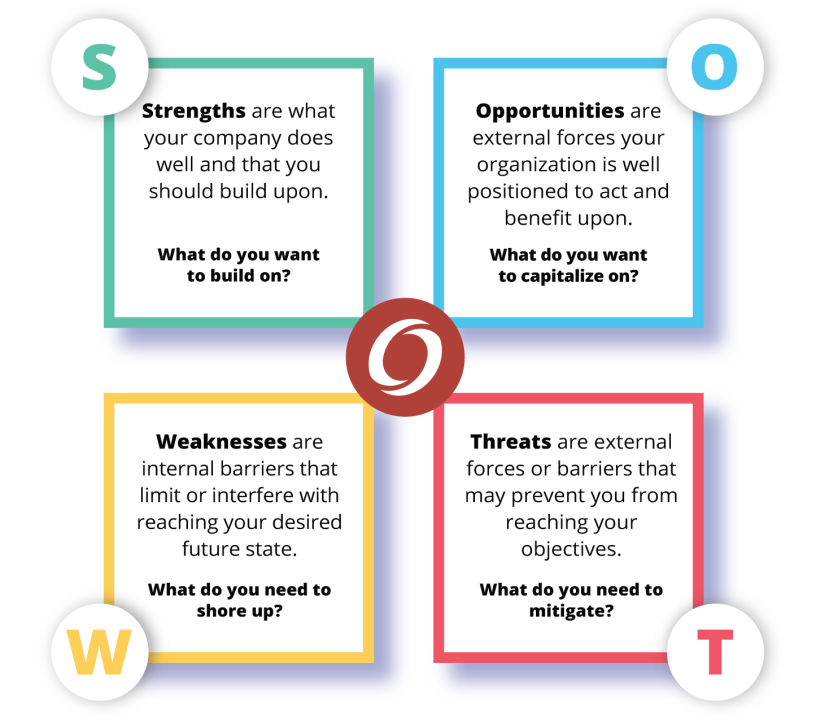 S
Strengths are what
your company does
well and that you
should build upon.
What do you want
to build on?
O
Opportunities are
external forces your
organization is well
positioned to act and
benefit upon.
What do you want
to capitalize on?
W
Weaknesses are
internal barriers that
limit or interfere with
reaching your desired
future state.
What do you need to
shore up?
T
Threats are external
forces or barriers that
may prevent you from
reaching your
objectives.
What do you need to
mitigate?